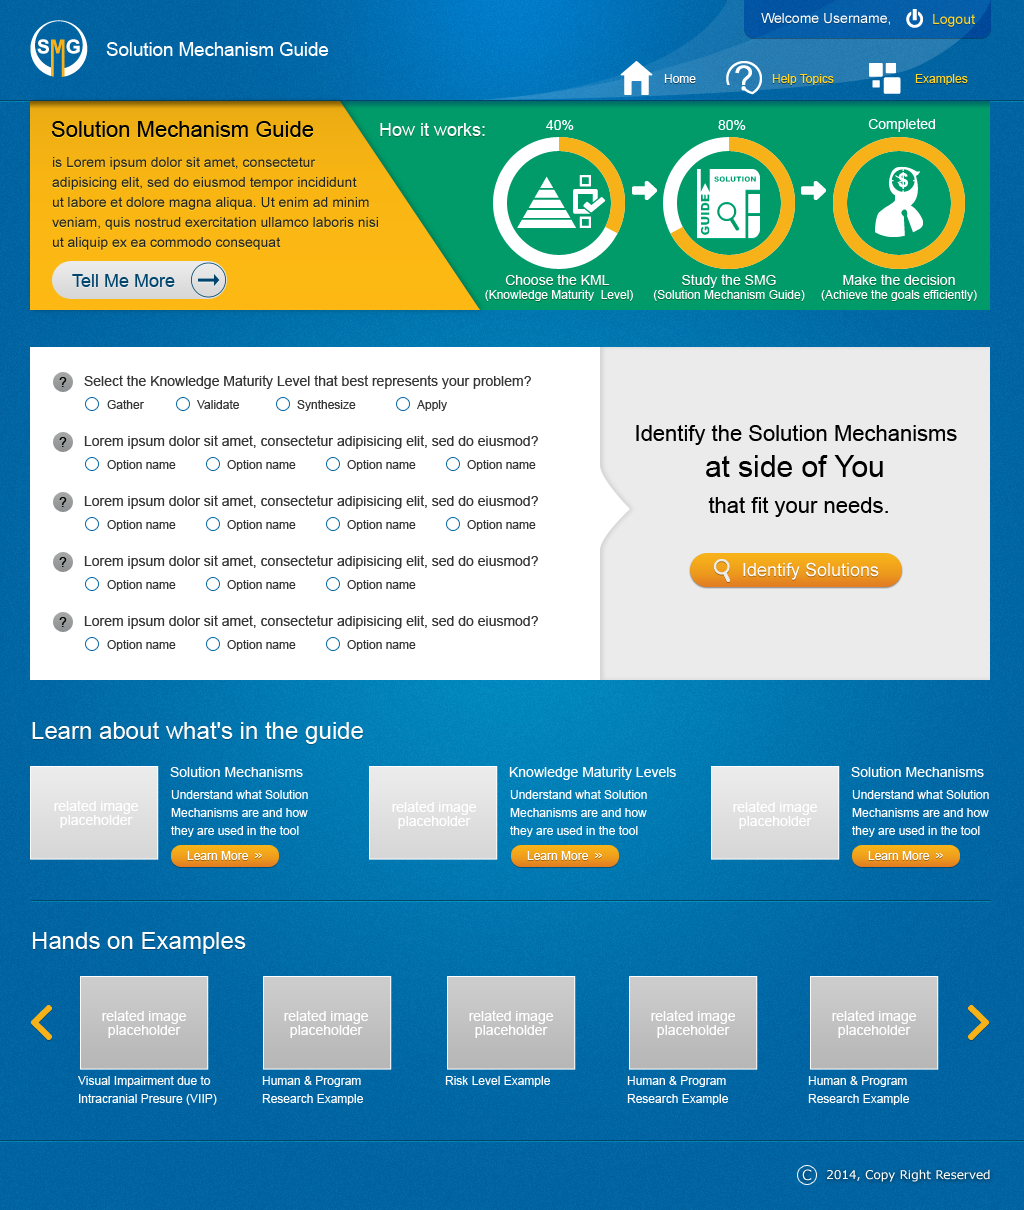 Welcome Username,
Logout
SMG
Solution Mechanism Guide
Home
Help Topics
Examples
Solution Mechanism Guide
is Lorem ipsum dolor sit amet, consectetur
adipisicing elit, sed do eiusmod tempor incididunt
ut labore et dolore magna aliqua. Ut enim ad minim
veniam, quis nostrud exercitation ullamco laboris nisi
ut aliquip ex ea commodo consequat
Tell Me More
How it works:
40%
80%
Completed
SOLUTION
GUIDE
$
Choose the KML
(Knowledge Maturity Level)
Study the SMG
(Solution Mechanism Guide)
Make the decision
(Achieve the goals efficiently)
? Select the Knowledge Maturity Level that best represents your problem?
Gather Validate Synthesize Apply
? Lorem ipsum dolor sit amet, consectetur adipisicing elit, sed do eiusmod?
Option name Option name Option name Option name
? Lorem ipsum dolor sit amet, consectetur adipisicing elit, sed do eiusmod?
Option name Option name Option name Option name
? Lorem ipsum dolor sit amet, consectetur adipisicing elit, sed do eiusmod?
Option name Option name Option name
? Lorem ipsum dolor sit amet, consectetur adipisicing elit, sed do eiusmod?
Option name Option name Option name
Identify the Solution Mechanisms
at side of You
that fit your needs.
Identify Solutions
Learn about what's in the guide
related image
placeholder
Solution Mechanisms
Understand what Solution
Mechanisms are and how
they are used in the tool
Learn More »
related image
placeholder
Knowledge Maturity Levels
Understand what Solution
Mechanisms are and how
they are used in the tool
Learn More »
related image
placeholder
Solution Mechanisms
Understand what Solution
Mechanisms are and how
they are used in the tool
Learn More »
Hands on Examples
related image
placeholder
Visual Impairment due to
Intracranial Presure (VIIP)
related image
placeholder
Human & Program
Research Example
related image
placeholder
Risk Level Example
related image
placeholder
Human & Program
Research Example
related image
placeholder
Human & Program
Research Example
© 2014, Copy Right Reserved